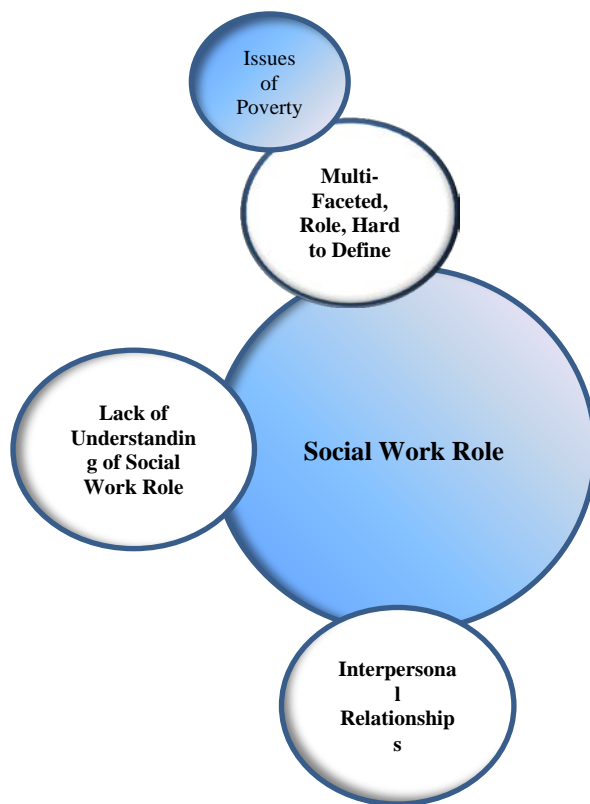 Issues
of
Poverty
Multi-
Faceted,
Role, Hard
to Define
Lack of
Understandin
g of Social
Work Role
Social Work Role
Interpersona
l
Relationship
s